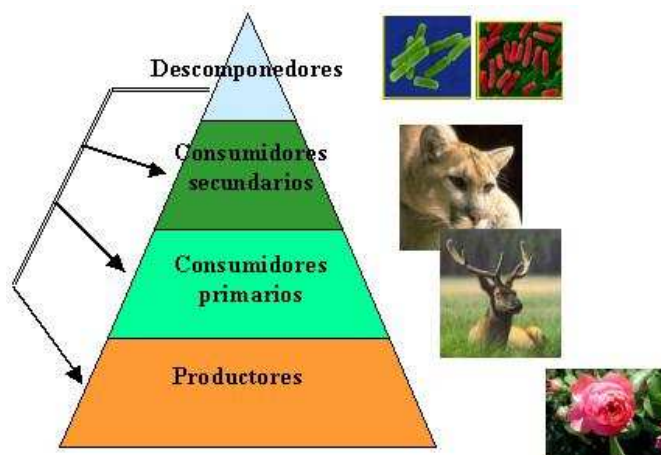 Descomponedores
Consumidores
secundarios
Consumidores
primarios
Productores